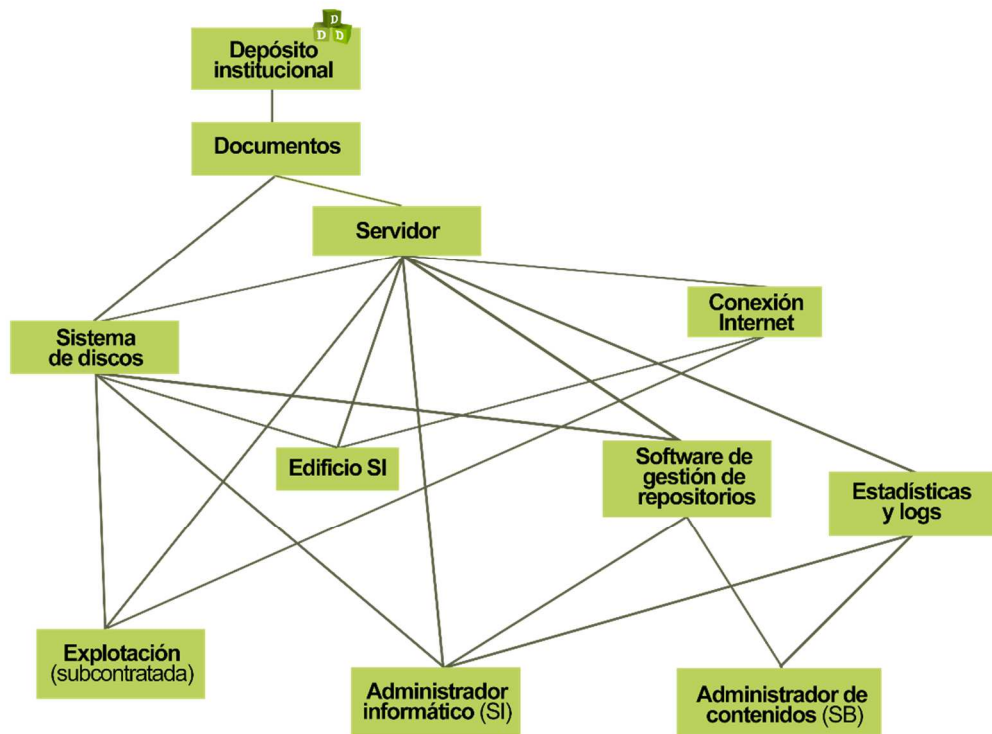 D
D D
Depósito
institucional
Documentos
Servidor
Conexión
Internet
Sistema
de discos
Edificio SI
Software de
gestión de
repositorios
Estadísticas
y logs
Explotación
(subcontratada)
Administrador
informático (SI)
Administrador de
contenidos (SB)